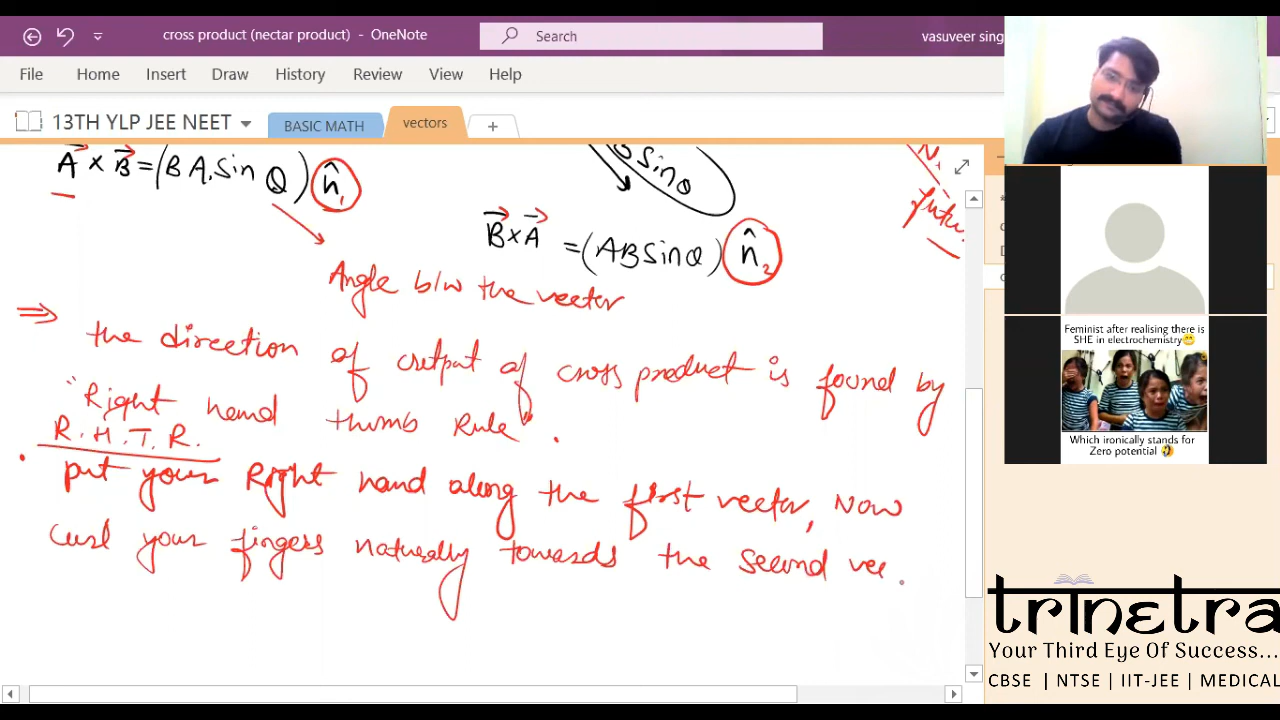 cross product (nectar product) - OneNote
Search
vasuveer sing
File Home Insert Draw History Review View Help
13TH YLP JEE NEET
BASIC MATH
vectors
A × B = (BA sin θ) n̂₁
B sin θ
B × A = (AB sin θ) n̂₂
Angle b/w the vector
⇒ the direction of output of cross product is found by
"Right hand thumb Rule".
R.H.T.R.
. put your Right hand along the first vector, Now
curl your fingers naturally towards the second vec
Feminist after realising there is
SHE in electrochemistry😁
Which ironically stands for
Zero potential 🤣
trinetra
Your Third Eye Of Success...
CBSE | NTSE | IIT-JEE | MEDICAL